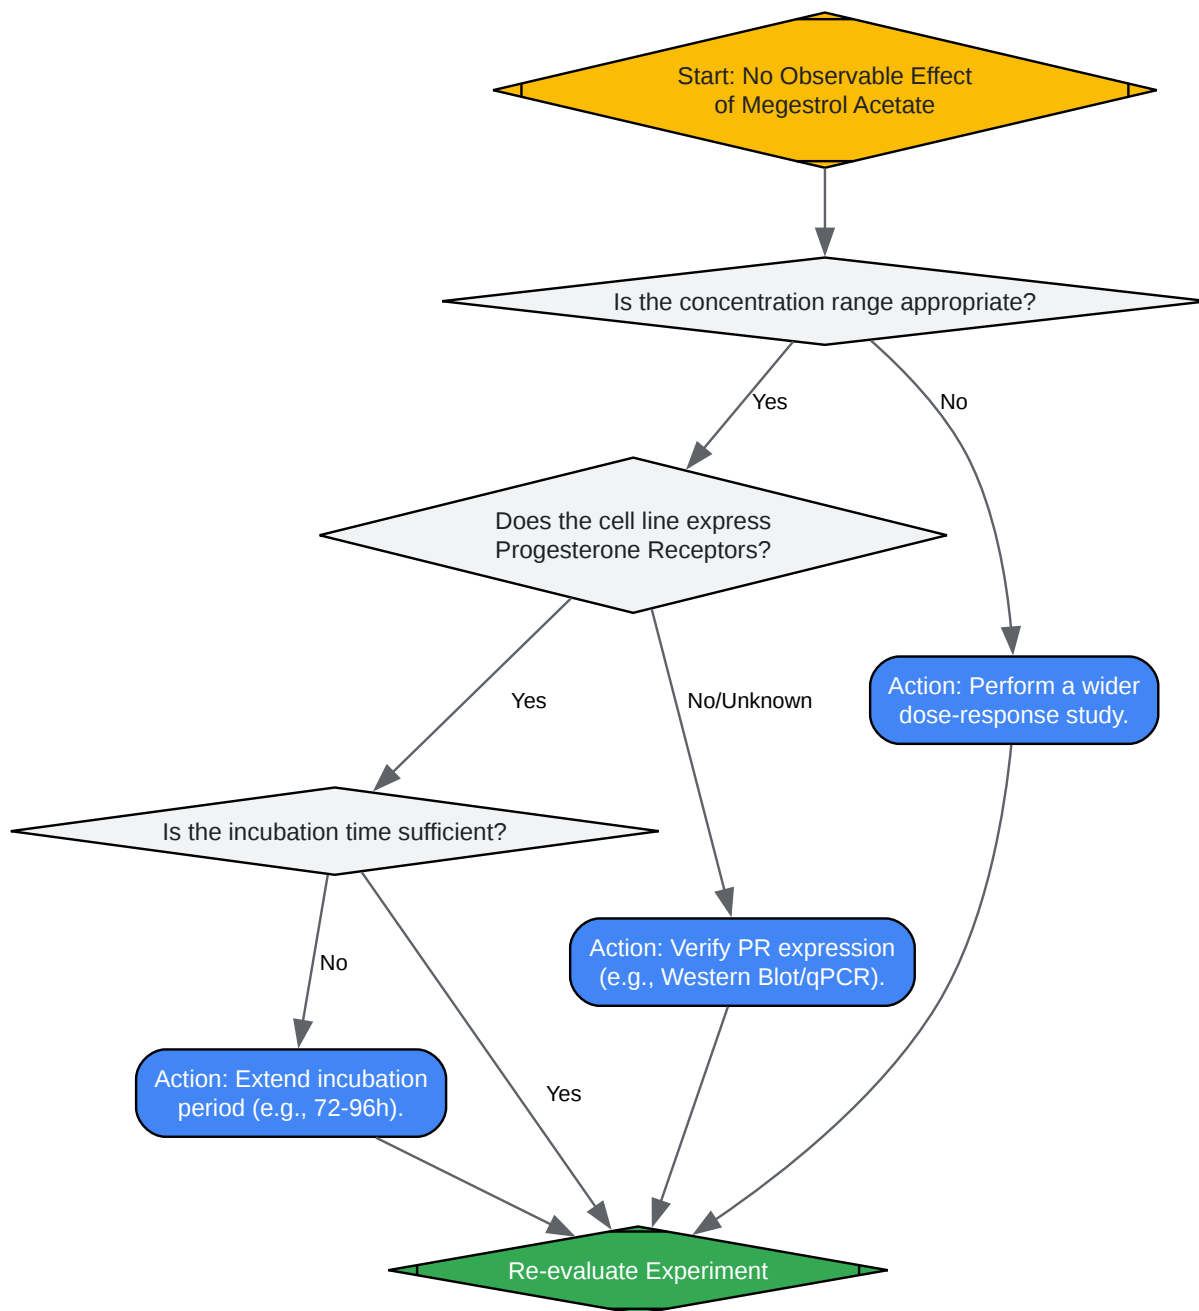 Start: No Observable Effect
of Megestrol Acetate
Is the concentration range appropriate?
Yes
No
Does the cell line express
Progesterone Receptors?
Yes
No/Unknown
Action: Perform a wider
dose-response study.
Is the incubation time sufficient?
Action: Verify PR expression
(e.g., Western Blot/qPCR).
No
Action: Extend incubation
period (e.g., 72-96h).
Yes
Re-evaluate Experiment